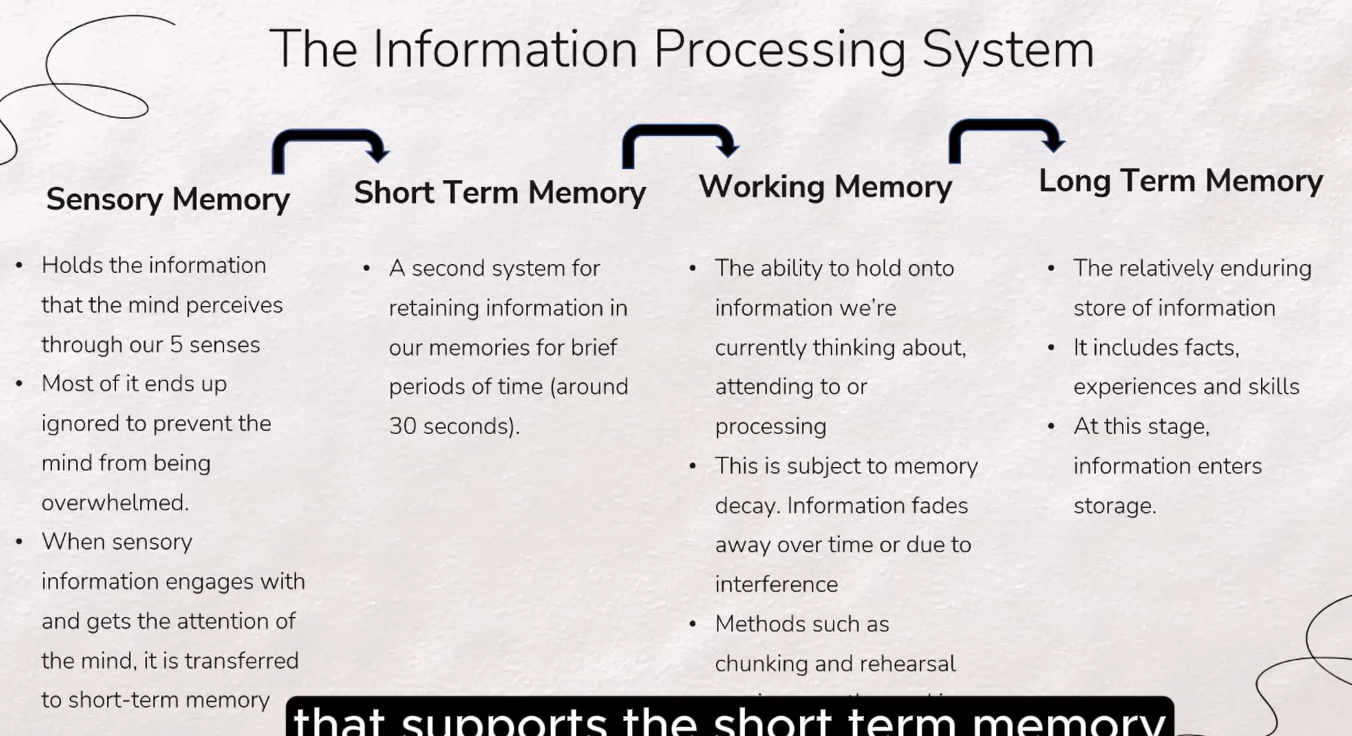 The Information Processing System
Sensory Memory
• Holds the information
that the mind perceives
through our 5 senses
• Most of it ends up
ignored to prevent the
mind from being
overwhelmed.
• When sensory
information engages with
and gets the attention of
the mind, it is transferred
to short-term memory
Short Term Memory
• A second system for
retaining information in
our memories for brief
periods of time (around
30 seconds).
Working Memory
• The ability to hold onto
information we’re
currently thinking about,
attending to or
processing
• This is subject to memory
decay. Information fades
away over time or due to
interference
• Methods such as
chunking and rehearsal
Long Term Memory
• The relatively enduring
store of information
• It includes facts,
experiences and skills
• At this stage,
information enters
storage.
that supports the short term memory